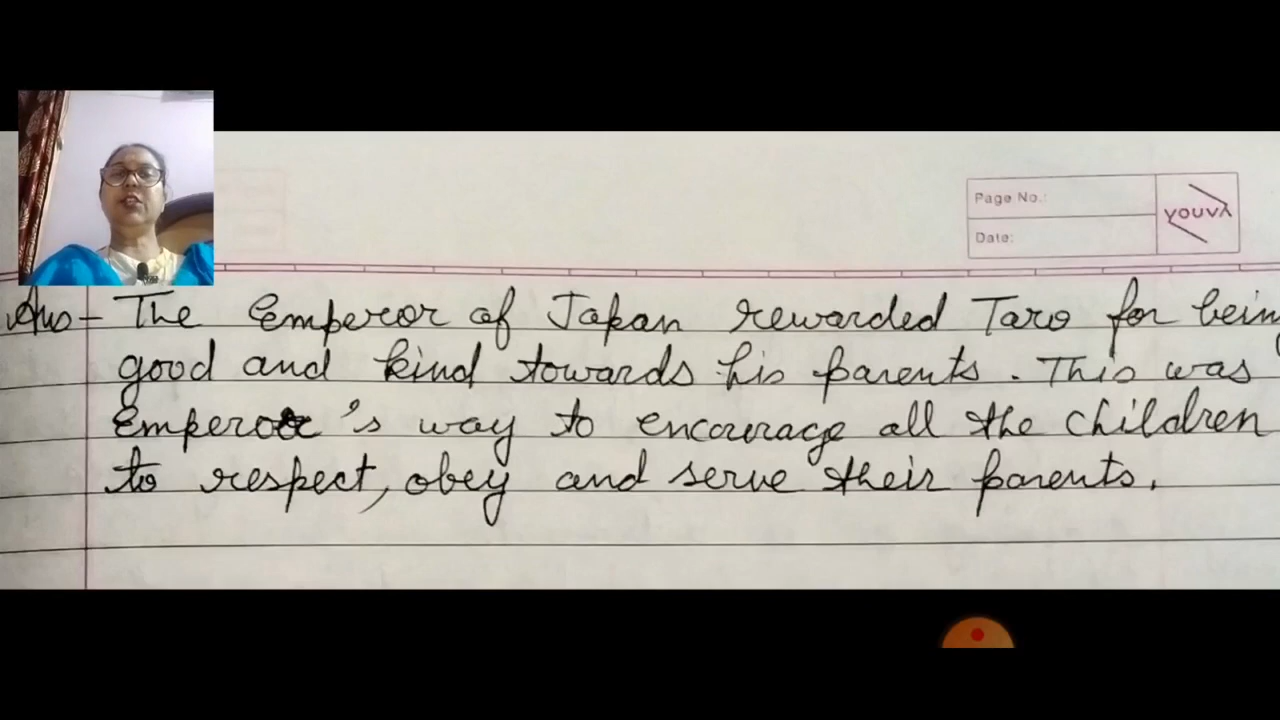 Page No.:
Date:
YOUVA
Ans- The Emperor of Japan rewarded Taro for being
good and kind towards his parents. This was
Emperor's way to encourage all the children
to respect, obey and serve their parents.